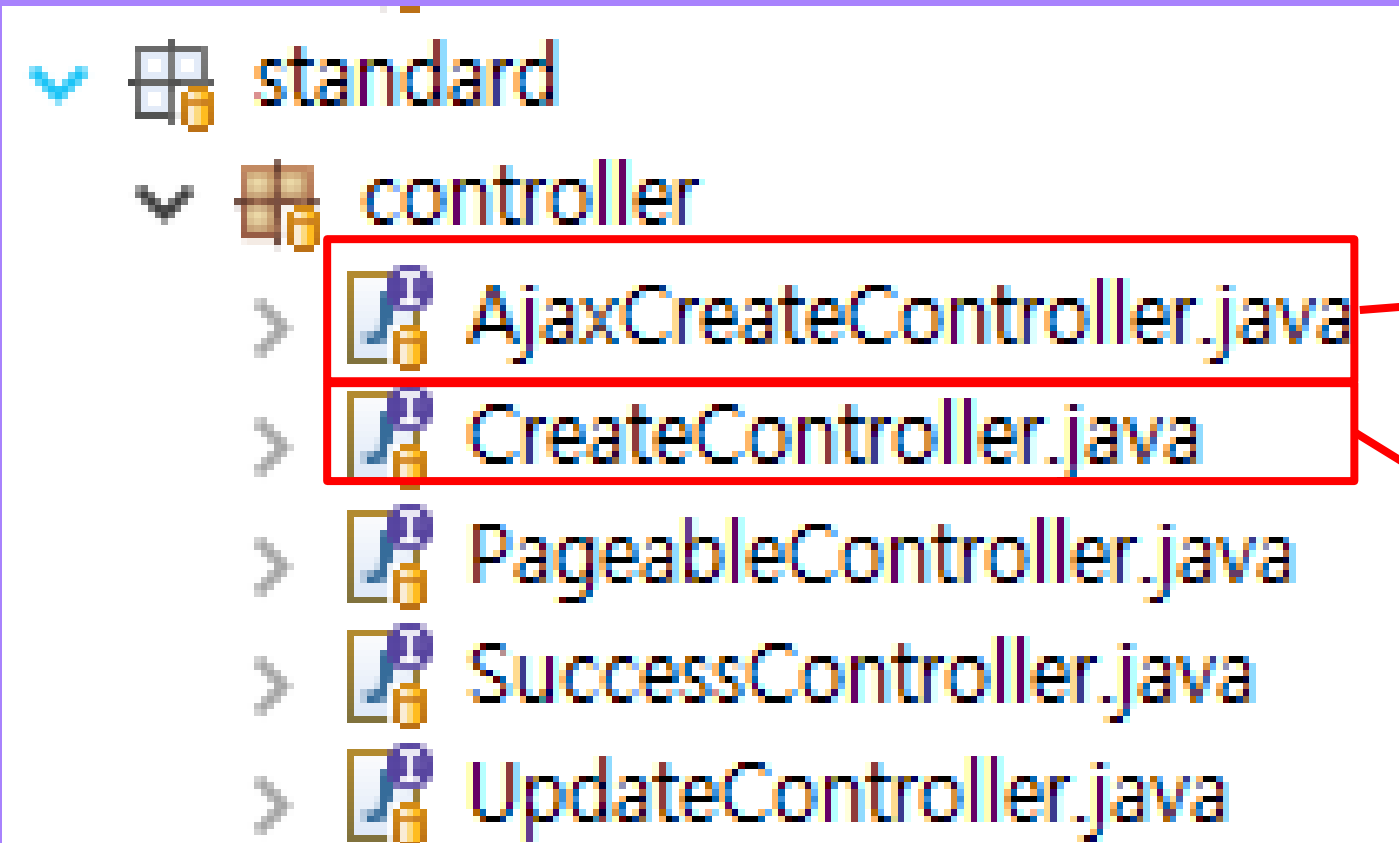 standard
controller
AjaxCreateController.java
CreateController.java
PageableController.java
SuccessController.java
UpdateController.java